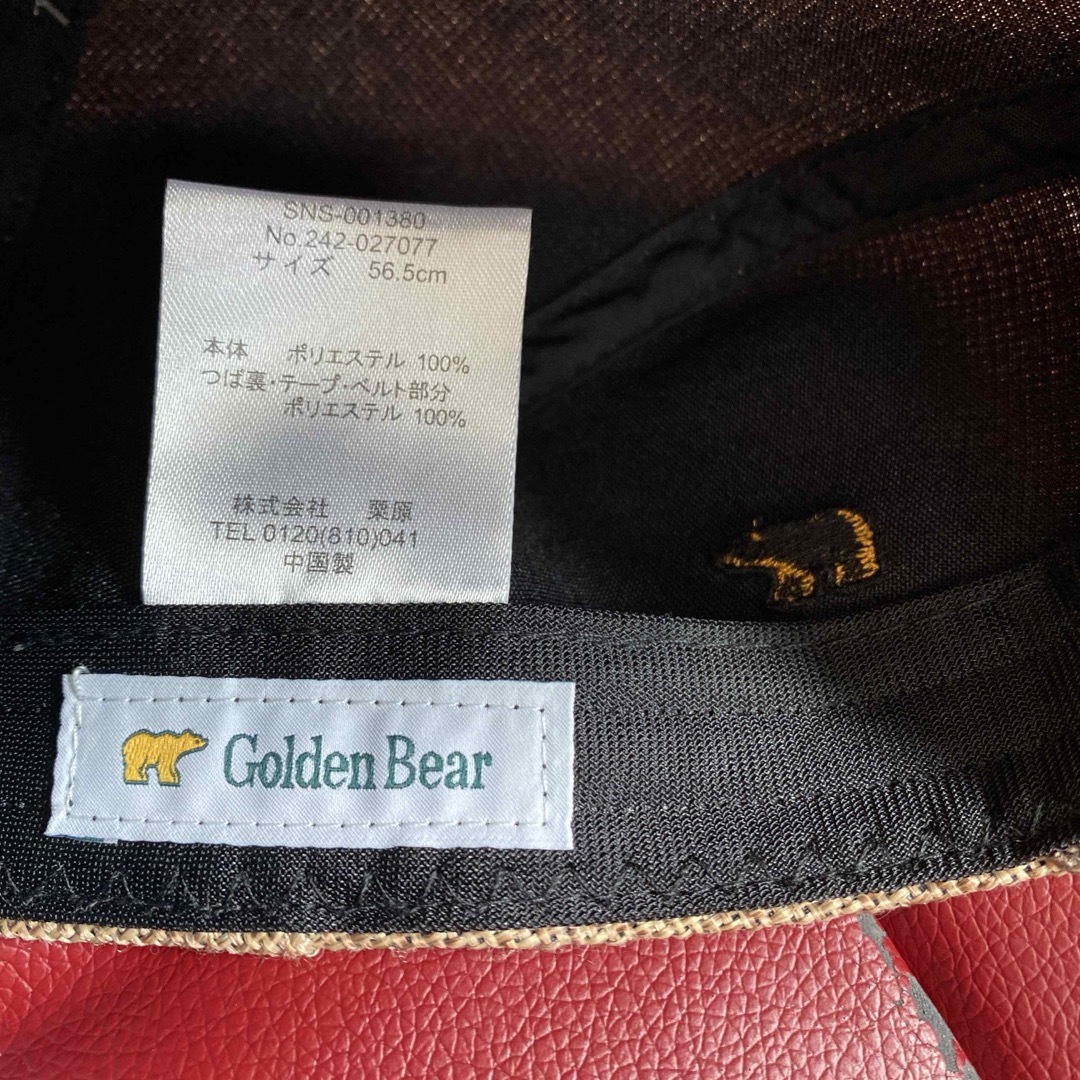 SNS-001380
No.242-027077
サイズ 56.5cm
本体 ポリエステル 100%
つば裏・テープ・ベルト部分
ポリエステル 100%
株式会社 栗原
TEL 0120(810)041
中国製
Golden Bear